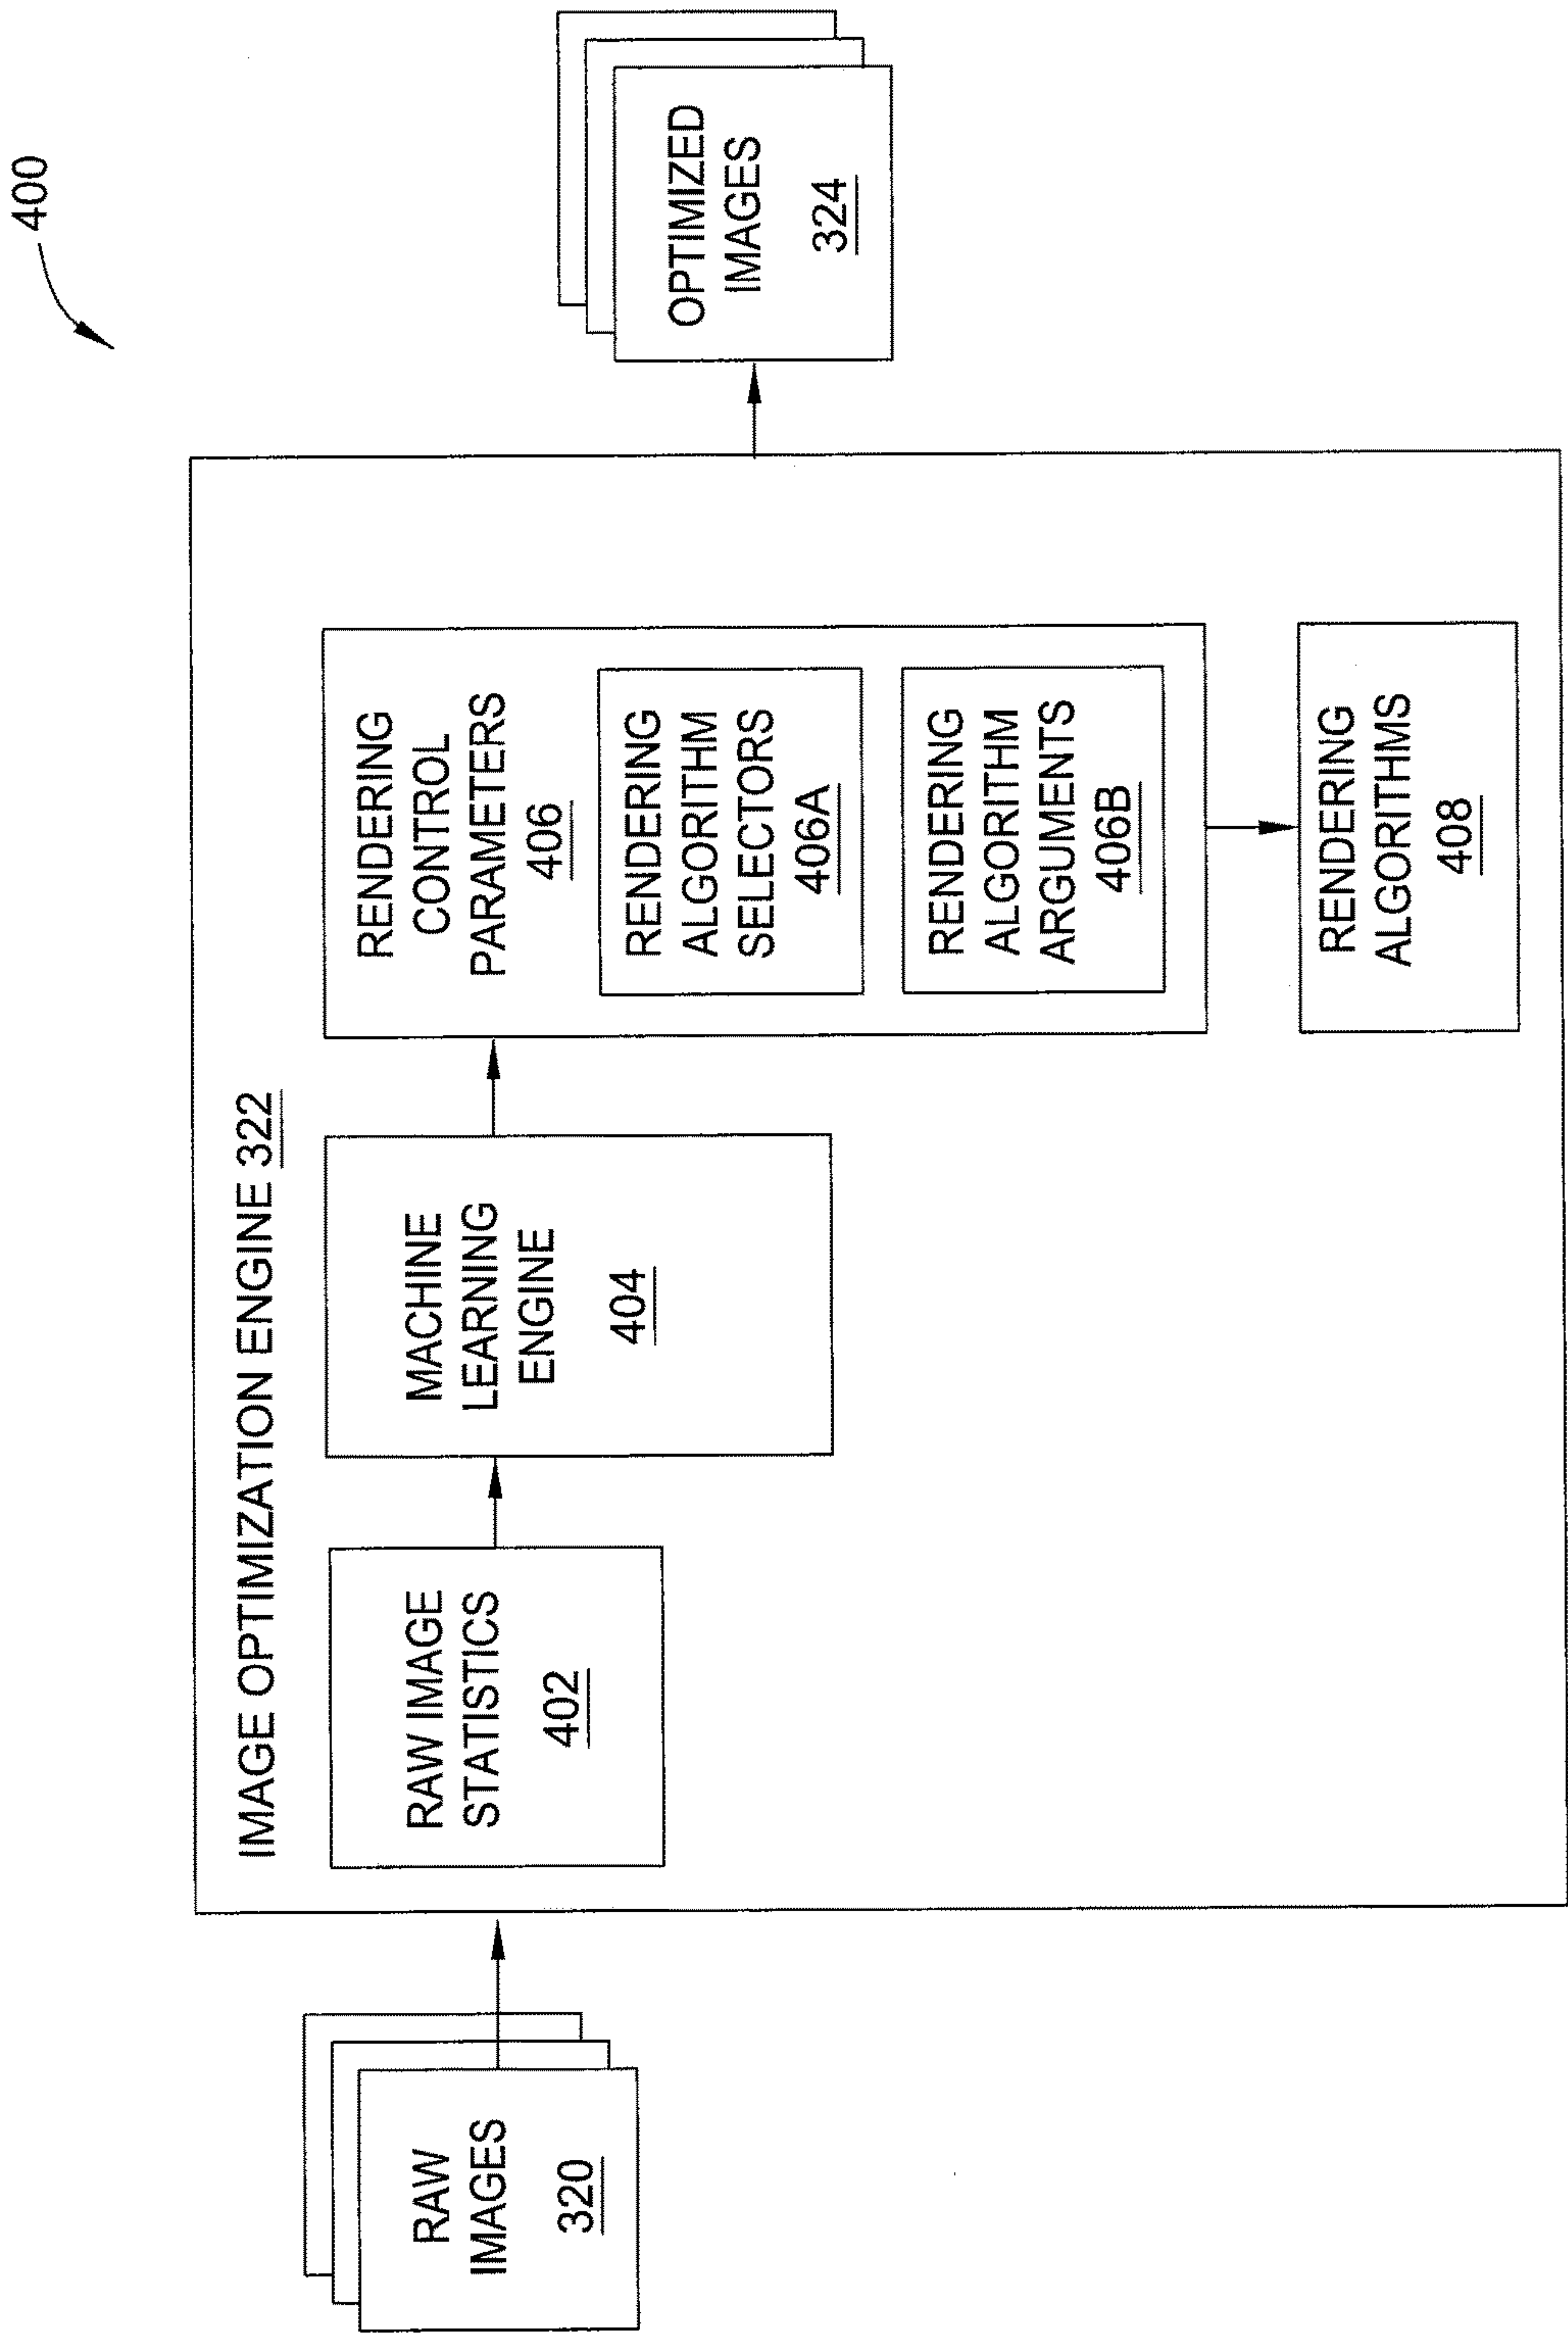 400
IMAGE OPTIMIZATION ENGINE 322
RAW
IMAGES
320
RAW IMAGE
STATISTICS
402
MACHINE
LEARNING
ENGINE
404
RENDERING
CONTROL
PARAMETERS
406
RENDERING
ALGORITHM
SELECTORS
406A
RENDERING
ALGORITHM
ARGUMENTS
406B
RENDERING
ALGORITHMS
408
OPTIMIZED
IMAGES
324